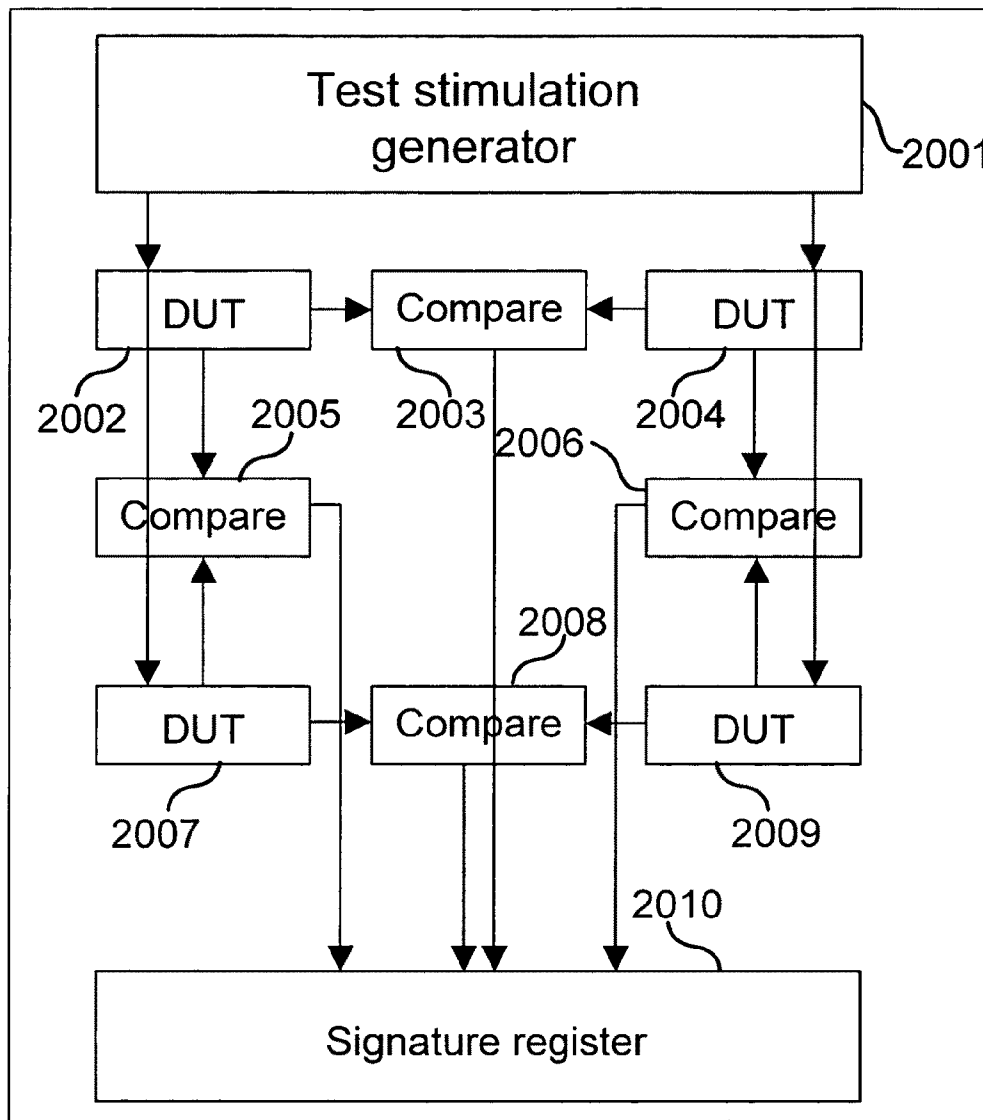 Test stimulation
generator
2001
DUT
Compare
DUT
2002
2005
2003
2004
2006
Compare
Compare
2008
DUT
Compare
DUT
2007
2009
2010
Signature register